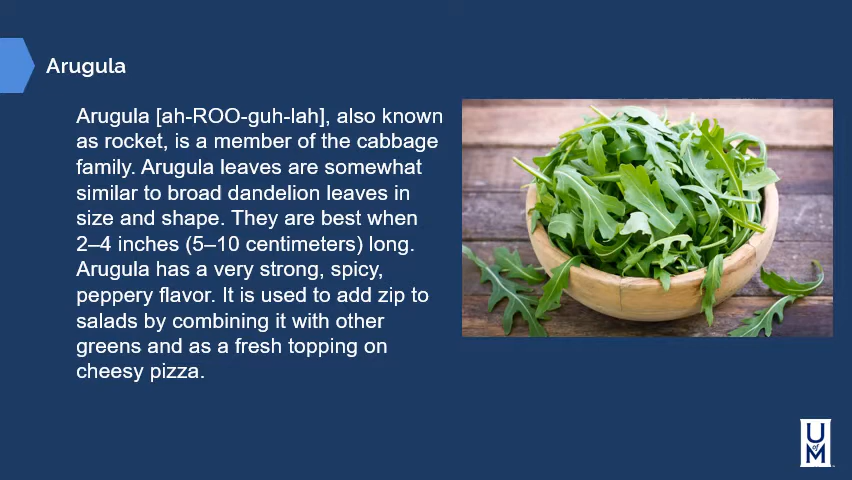 Arugula
Arugula [ah-ROO-guh-lah], also known
as rocket, is a member of the cabbage
family. Arugula leaves are somewhat
similar to broad dandelion leaves in
size and shape. They are best when
2–4 inches (5–10 centimeters) long.
Arugula has a very strong, spicy,
peppery flavor. It is used to add zip to
salads by combining it with other
greens and as a fresh topping on
cheesy pizza.
U
of
M